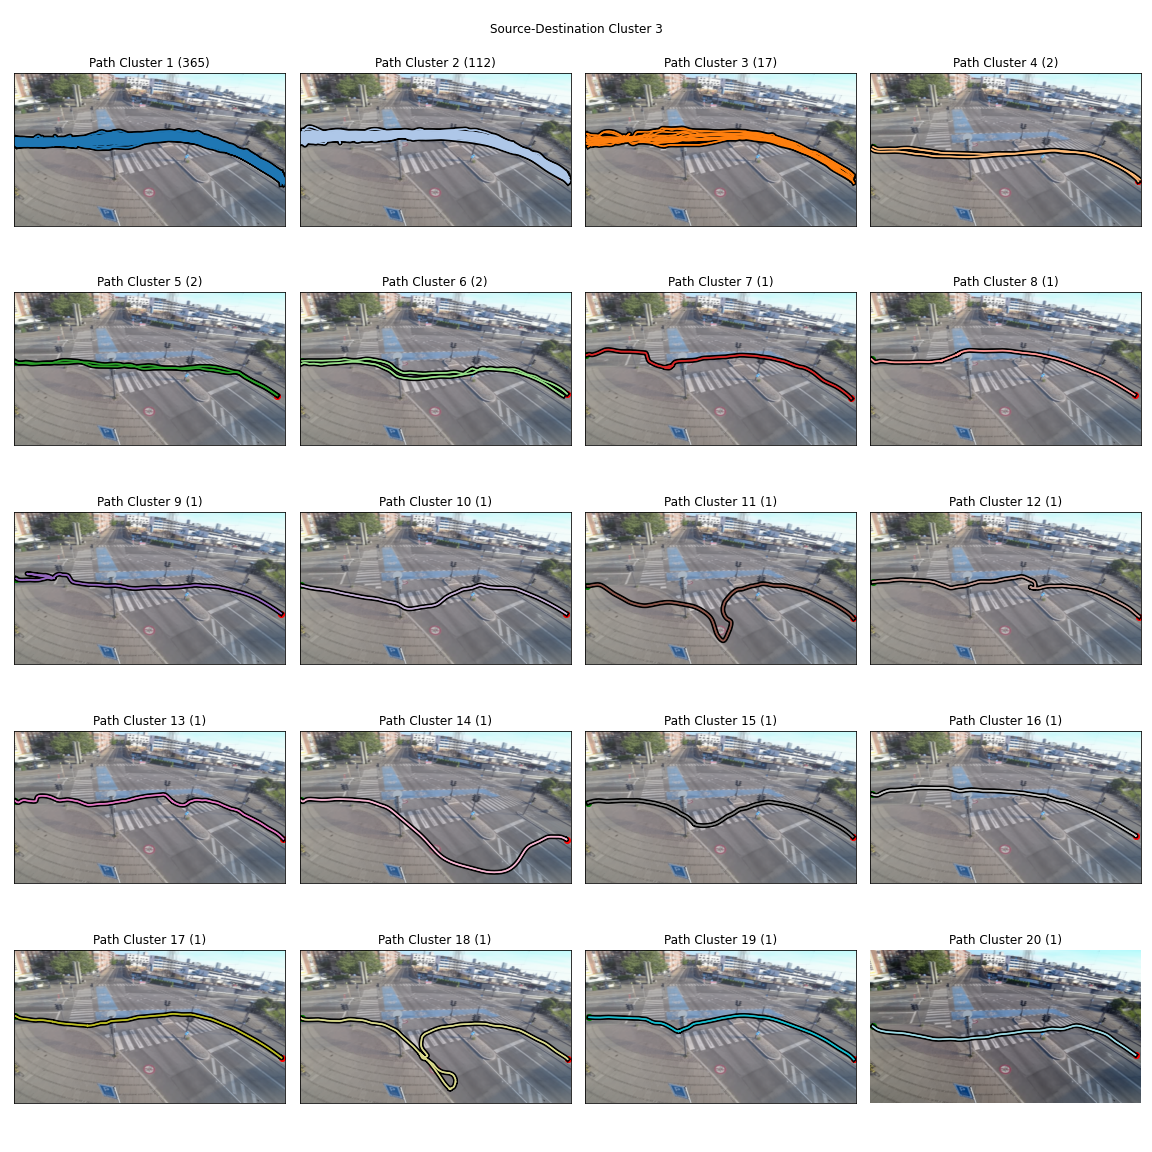 Source-Destination Cluster 3
Path Cluster 1 (365)
Path Cluster 2 (112)
Path Cluster 3 (17)
Path Cluster 4 (2)
Path Cluster 5 (2)
Path Cluster 6 (2)
Path Cluster 7 (1)
Path Cluster 8 (1)
Path Cluster 9 (1)
Path Cluster 10 (1)
Path Cluster 11 (1)
Path Cluster 12 (1)
Path Cluster 13 (1)
Path Cluster 14 (1)
Path Cluster 15 (1)
Path Cluster 16 (1)
Path Cluster 17 (1)
Path Cluster 18 (1)
Path Cluster 19 (1)
Path Cluster 20 (1)